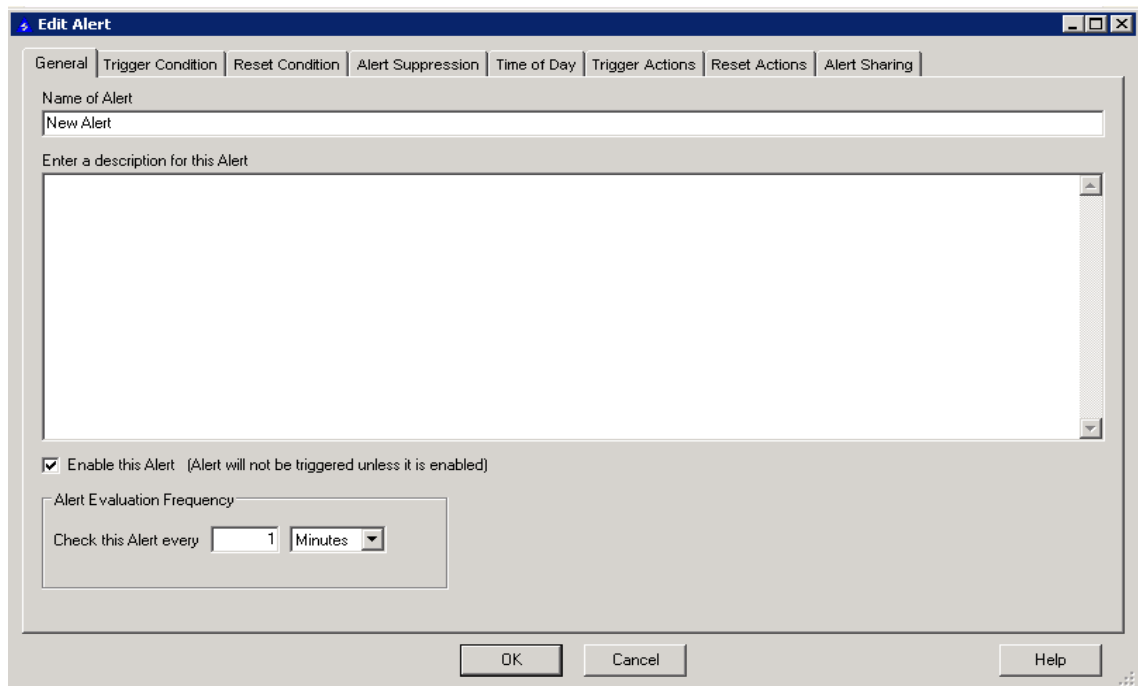 Edit Alert
General Trigger Condition Reset Condition Alert Suppression Time of Day Trigger Actions Reset Actions Alert Sharing
Name of Alert
New Alert
Enter a description for this Alert
Enable this Alert (Alert will not be triggered unless it is enabled)
Alert Evaluation Frequency
Check this Alert every 1 Minutes
OK Cancel Help